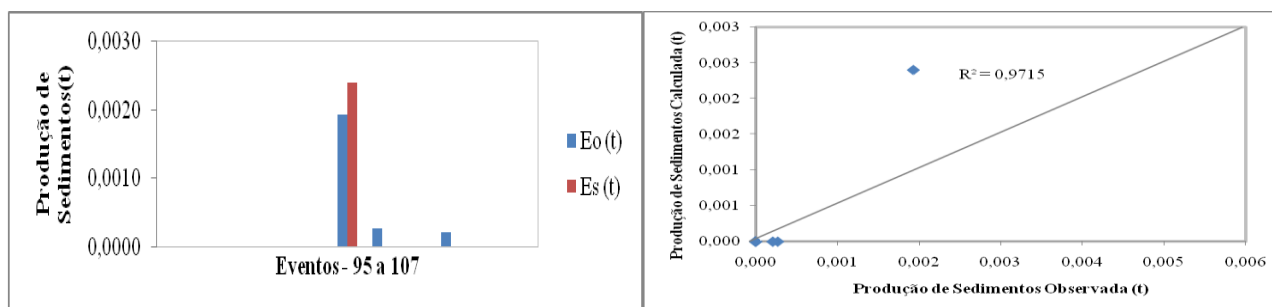 Produção de
Sedimentos(t)
0,0030
0,0020
0,0010
0,0000
Eventos - 95 a 107
Eo (t)
Es (t)
Produção de Sedimentos Calculada (t)
0,003
0,003
0,002
0,002
0,001
0,001
0,000
R² = 0,9715
0,000 0,001 0,002 0,003 0,004 0,005 0,006
Produção de Sedimentos Observada (t)